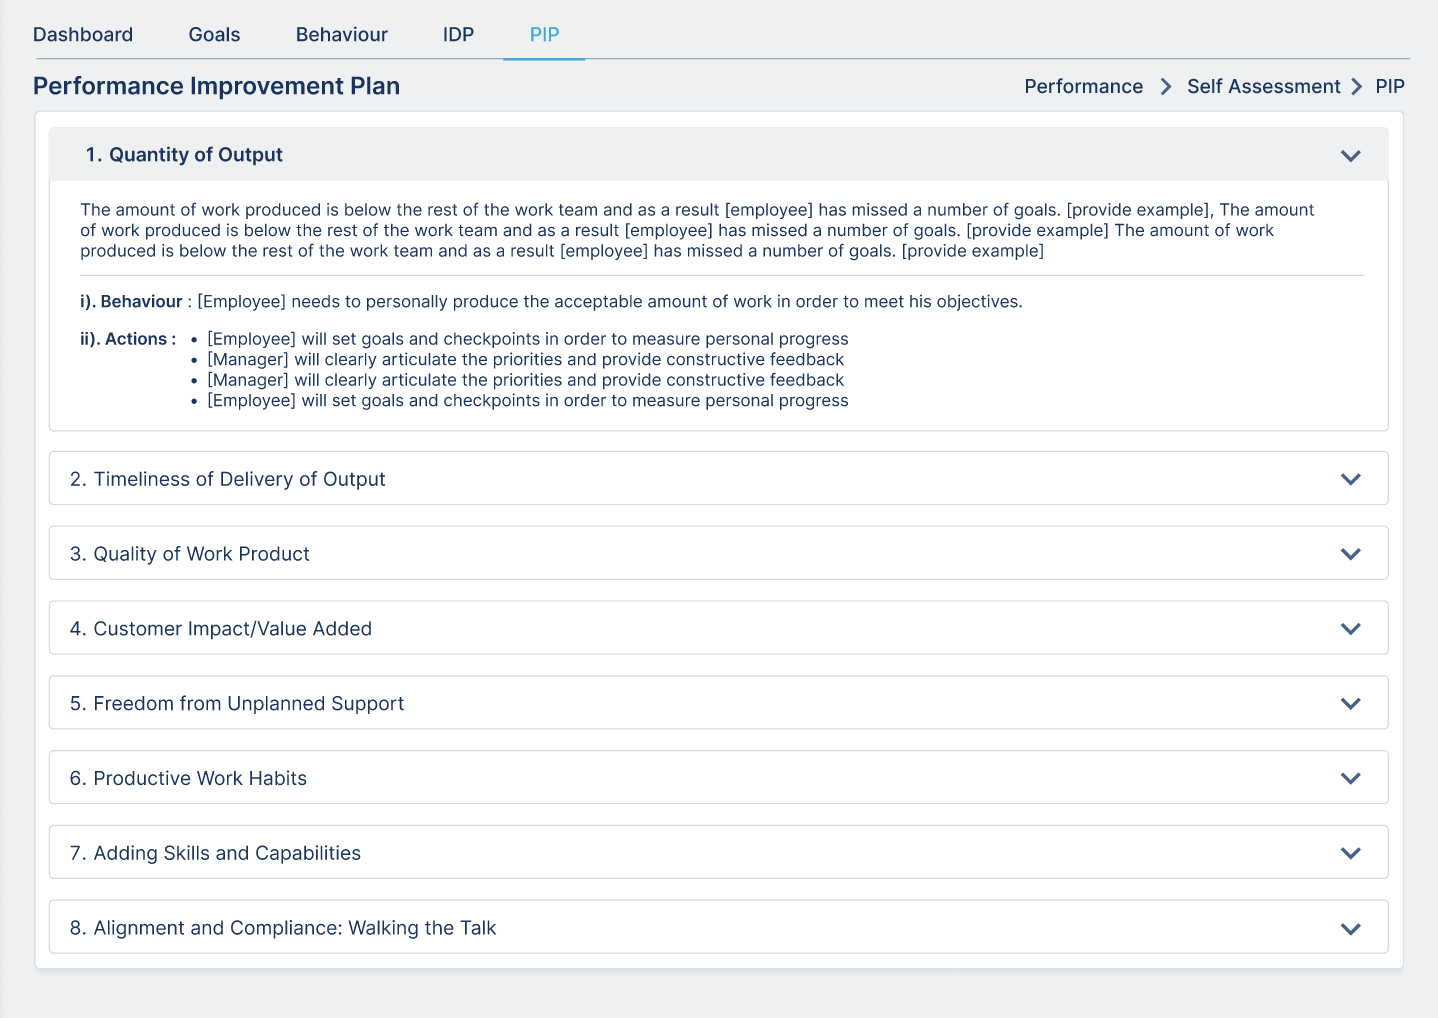 Dashboard Goals Behaviour IDP PIP
Performance Improvement Plan Performance Self Assessment PIP
1. Quantity of Output
The amount of work produced is below the rest of the work team and as a result [employee] has missed a number of goals. [provide example], The amount
of work produced is below the rest of the work team and as a result [employee] has missed a number of goals. [provide example] The amount of work
produced is below the rest of the work team and as a result [employee] has missed a number of goals. [provide example]
i). Behaviour : [Employee] needs to personally produce the acceptable amount of work in order to meet his objectives.
ii). Actions : • [Employee] will set goals and checkpoints in order to measure personal progress
• [Manager] will clearly articulate the priorities and provide constructive feedback
• [Manager] will clearly articulate the priorities and provide constructive feedback
• [Employee] will set goals and checkpoints in order to measure personal progress
2. Timeliness of Delivery of Output
3. Quality of Work Product
4. Customer Impact/Value Added
5. Freedom from Unplanned Support
6. Productive Work Habits
7. Adding Skills and Capabilities
8. Alignment and Compliance: Walking the Talk